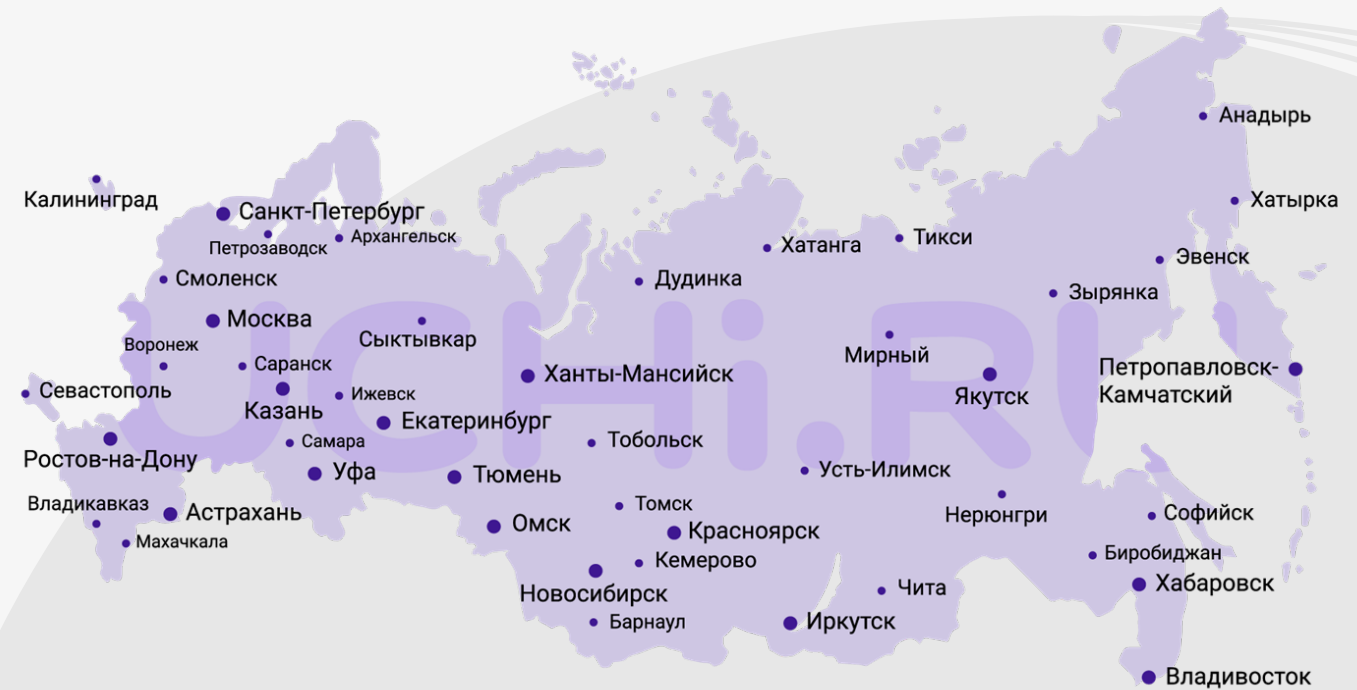 Анадырь
Калининград
Хатырка
Санкт-Петербург
Петрозаводск
Архангельск
Хатанга
Тикси
Эвенск
Смоленск
Дудинка
Зырянка
UCHi.RU
Москва
Сыктывкар
Воронеж
Саранск
Мирный
Ханты-Мансийск
Якутск
Петропавловск-
Камчатский
Севастополь
Казань
Ижевск
Екатеринбург
Самара
Тобольск
Ростов-на-Дону
Уфа
Тюмень
Усть-Илимск
Владикавказ
Астрахань
Томск
Нерюнгри
Софийск
Махачкала
Омск
Красноярск
Биробиджан
Кемерово
Новосибирск
Чита
Хабаровск
Барнаул
Иркутск
Владивосток